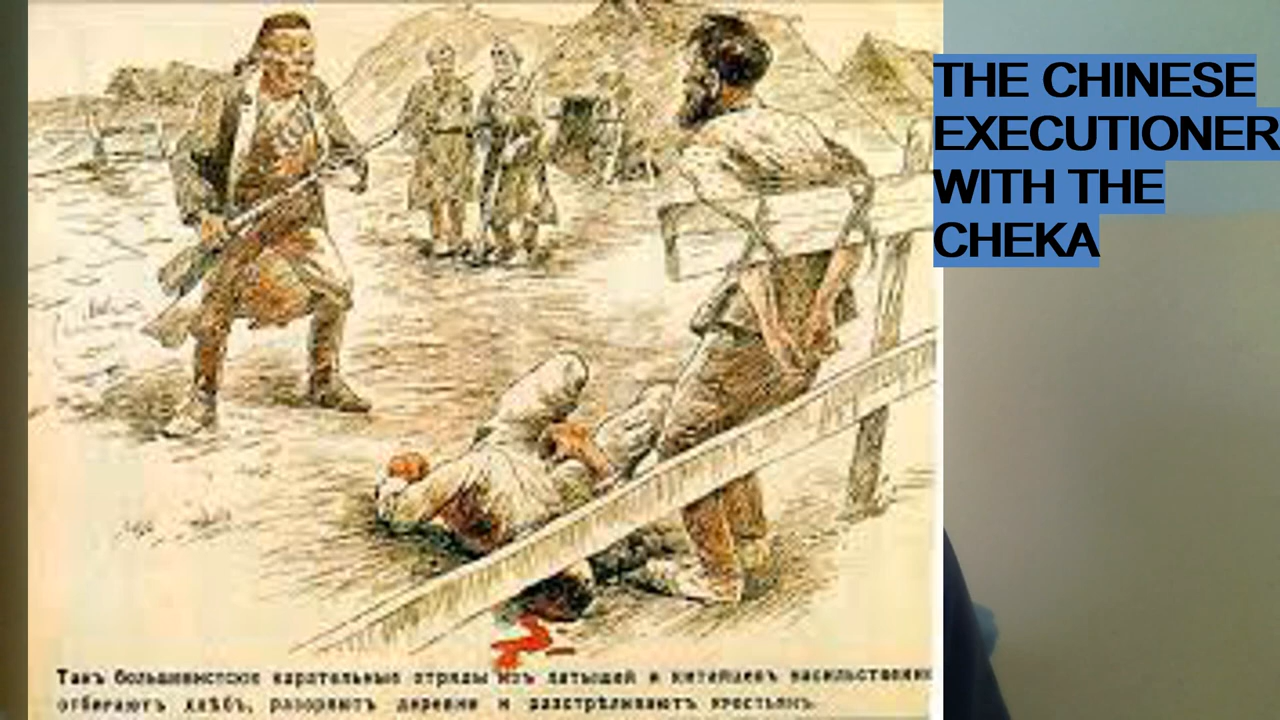 THE CHINESE
EXECUTIONER
WITH THE
CHEKA
Такъ большевистскіе карательные отряды изъ латышей и китайцевъ насильственно
отбираютъ хлѣбъ, разоряютъ деревни и разстрѣливаютъ крестьянъ.